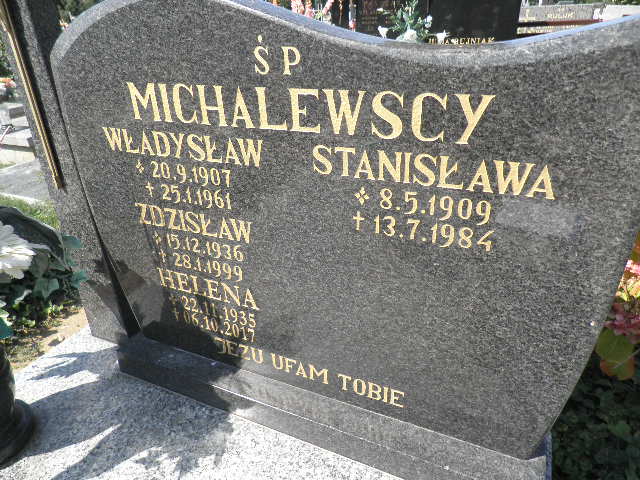 Ś P
MICHALEWSCY
WŁADYSŁAW
* 20.9.1907
+ 25.1.1961
ZDZISŁAW
* 15.12.1936
+ 28.1.1999
HELENA
* 22.11.1935
+ 06.10.2017
STANISŁAWA
* 8.5.1909
+ 13.7.1984
JEZU UFAM TOBIE